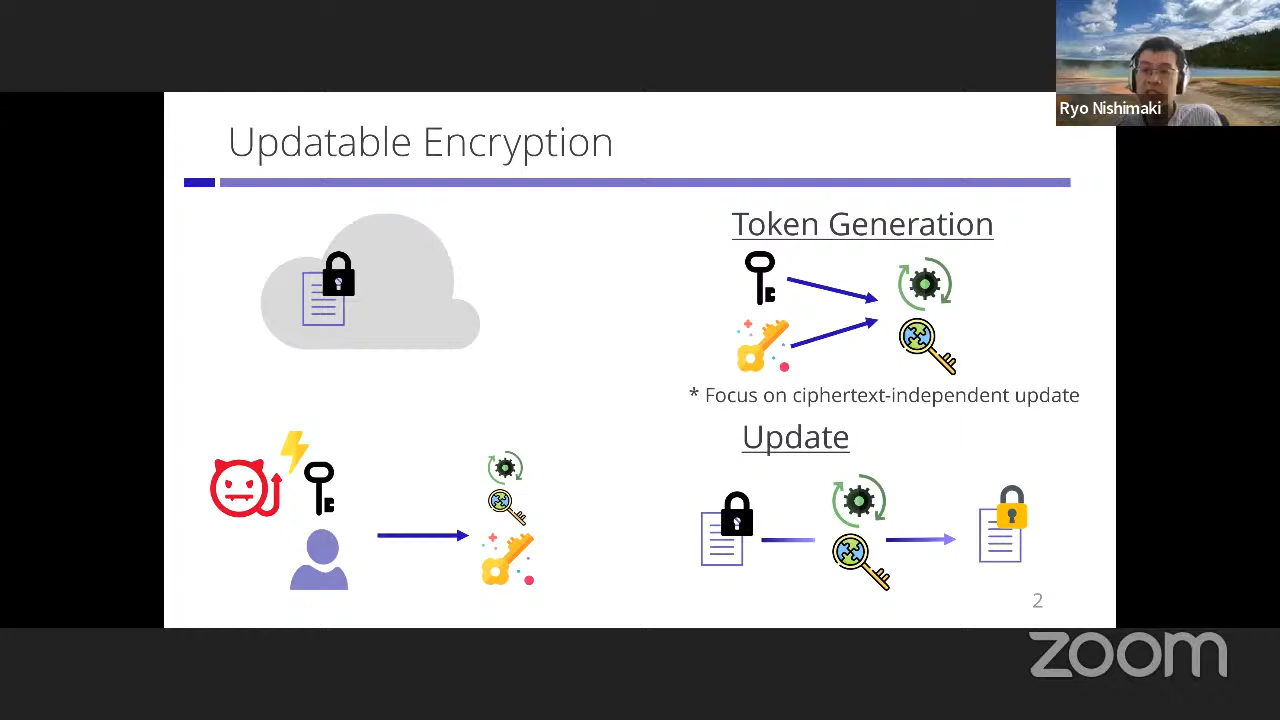 Ryo Nishimaki
Updatable Encryption
Token Generation
* Focus on ciphertext-independent update
Update
2
zoom